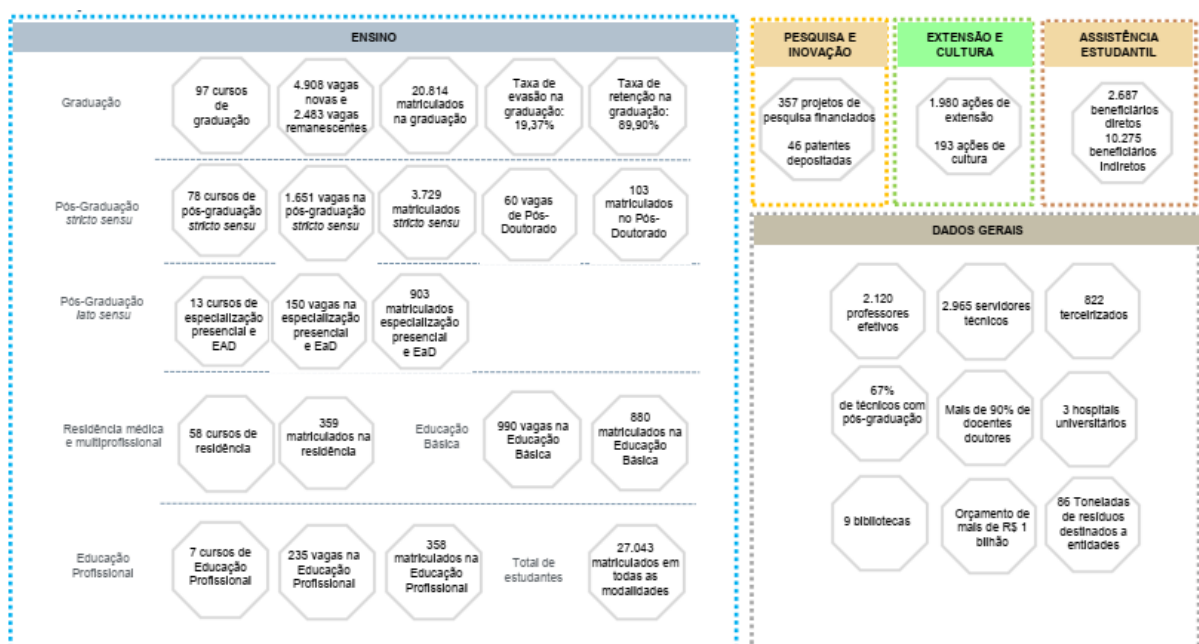 ENSINO
Graduação
97 cursos
de
graduação
4.908 vagas
novas e
2.483 vagas
remanescentes
20.814
matriculados
na graduação
Taxa de
evasão na
graduação:
19,37%
Taxa de
retenção na
graduação:
89,90%
Pós-Graduação
stricto sensu
78 cursos de
pós-graduação
stricto sensu
1.651 vagas na
pós-graduação
stricto sensu
3.729
matriculados
stricto sensu
60 vagas
de Pós-
Doutorado
103
matriculados
no Pós-
Doutorado
Pós-Graduação
lato sensu
13 cursos de
especialização
presencial e
EAD
150 vagas na
especialização
presencial
e EaD
903
matriculados
especialização
presencial
e EaD
Residência médica
e multiprofissional
58 cursos de
residência
359
matriculados na
residência
Educação
Básica
990 vagas na
Educação
Básica
880
matriculados na
Educação
Básica
Educação
Profissional
7 cursos de
Educação
Profissional
235 vagas na
Educação
Profissional
358
matriculados na
Educação
Profissional
Total de
estudantes
27.043
matriculados em
todas as
modalidades
PESQUISA E
INOVAÇÃO
357 projetos de
pesquisa financiados
46 patentes
depositadas
EXTENSÃO E
CULTURA
1.980 ações de
extensão
193 ações de
cultura
ASSISTÊNCIA
ESTUDANTIL
2.687
beneficiários
diretos
10.275
beneficiários
indiretos
DADOS GERAIS
2.120
professores
efetivos
2.965 servidores
técnicos
822
terceirizados
67%
de técnicos com
pós-graduação
Mais de 90% de
docentes
doutores
3 hospitais
universitários
9 bibliotecas
Orçamento de
mais de R$ 1
bilhão
86 Toneladas
de resíduos
destinados a
entidades